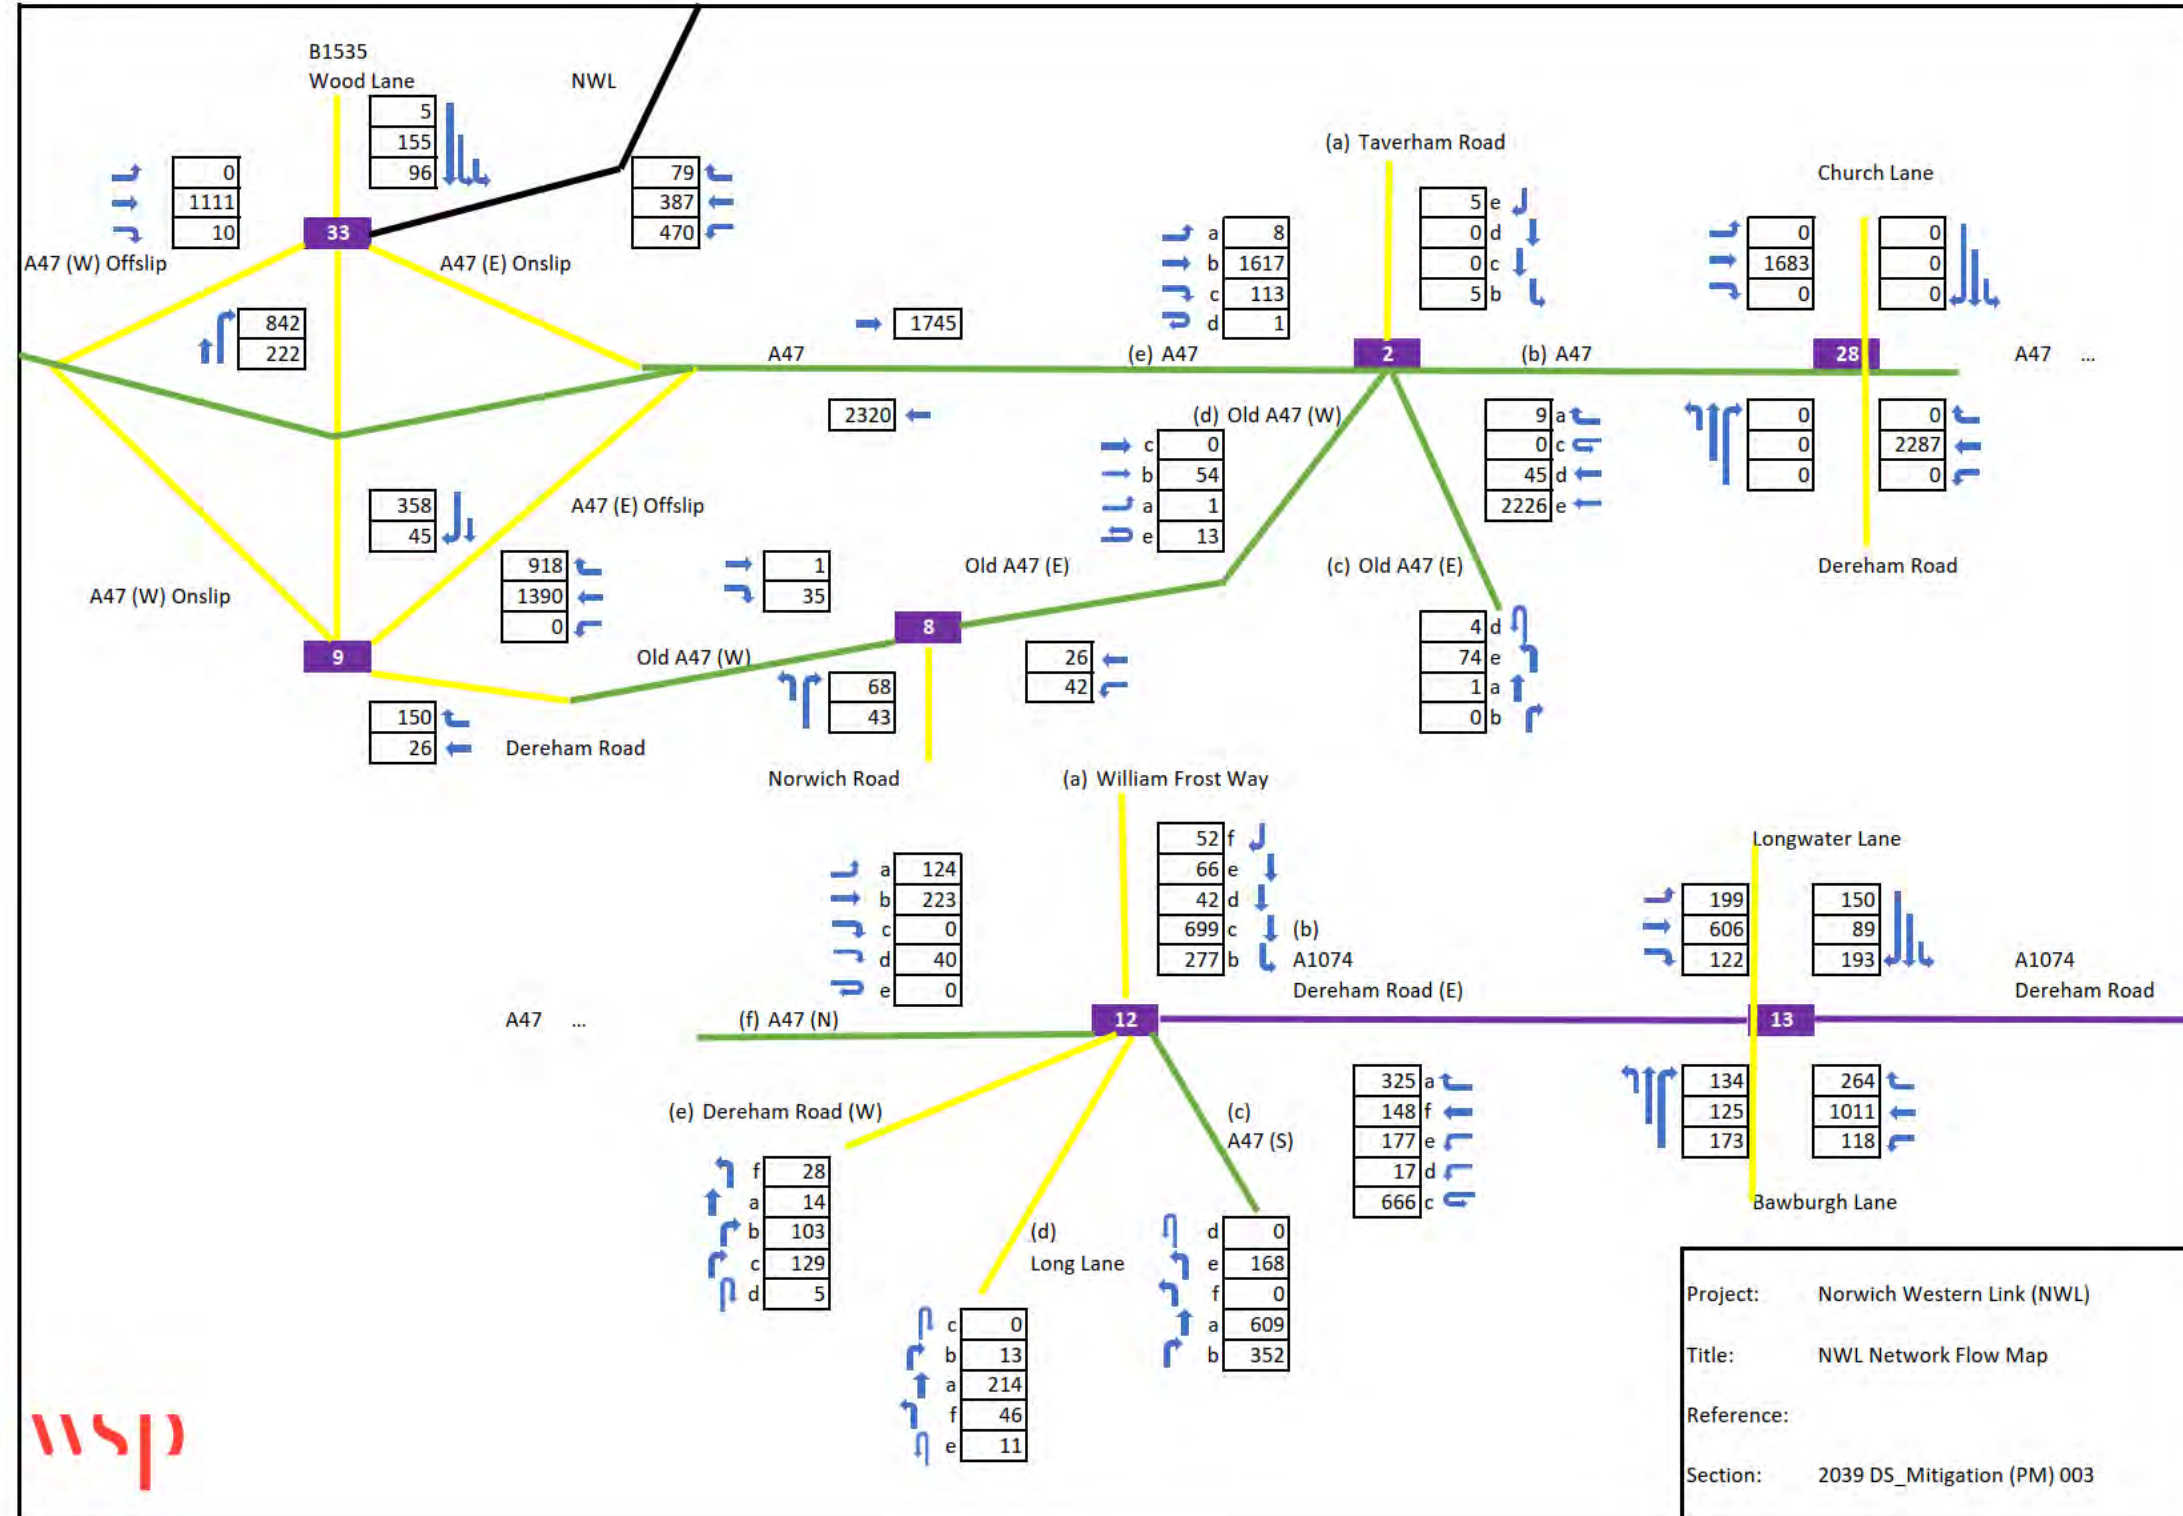 B1535
Wood Lane
NWL
5
155
96
0
1111
10
33
79
387
470
A47 (W) Offslip
A47 (E) Onslip
842
222
(a) Taverham Road
5 e
0 d
0 c
5 b
a 8
b 1617
c 113
d 1
Church Lane
0
1683
0
0
0
0
1745
A47
(e) A47
2
(b) A47
28
A47 ...
2320
(d) Old A47 (W)
c 0
b 54
a 1
e 13
9 a
0 c
45 d
2226 e
0
0
0
0
2287
0
358
45
A47 (E) Offslip
918
1390
0
1
35
Old A47 (E)
(c) Old A47 (E)
Dereham Road
A47 (W) Onslip
9
Old A47 (W)
8
26
42
4 d
74 e
1 a
0 b
150
26
Dereham Road
68
43
Norwich Road
(a) William Frost Way
52 f
66 e
42 d
699 c
277 b
a 124
b 223
c 0
d 40
e 0
(b)
A1074
Dereham Road (E)
Longwater Lane
199
606
122
150
89
193
A1074
Dereham Road
A47 ...
(f) A47 (N)
12
13
(e) Dereham Road (W)
f 28
a 14
b 103
c 129
d 5
(c)
A47 (S)
325 a
148 f
177 e
17 d
666 c
134
125
173
264
1011
118
Bawburgh Lane
(d)
Long Lane
d 0
e 168
f 0
a 609
b 352
c 0
b 13
a 214
f 46
e 11
Project: Norwich Western Link (NWL)
Title: NWL Network Flow Map
Reference:
Section: 2039 DS_Mitigation (PM) 003
wsp